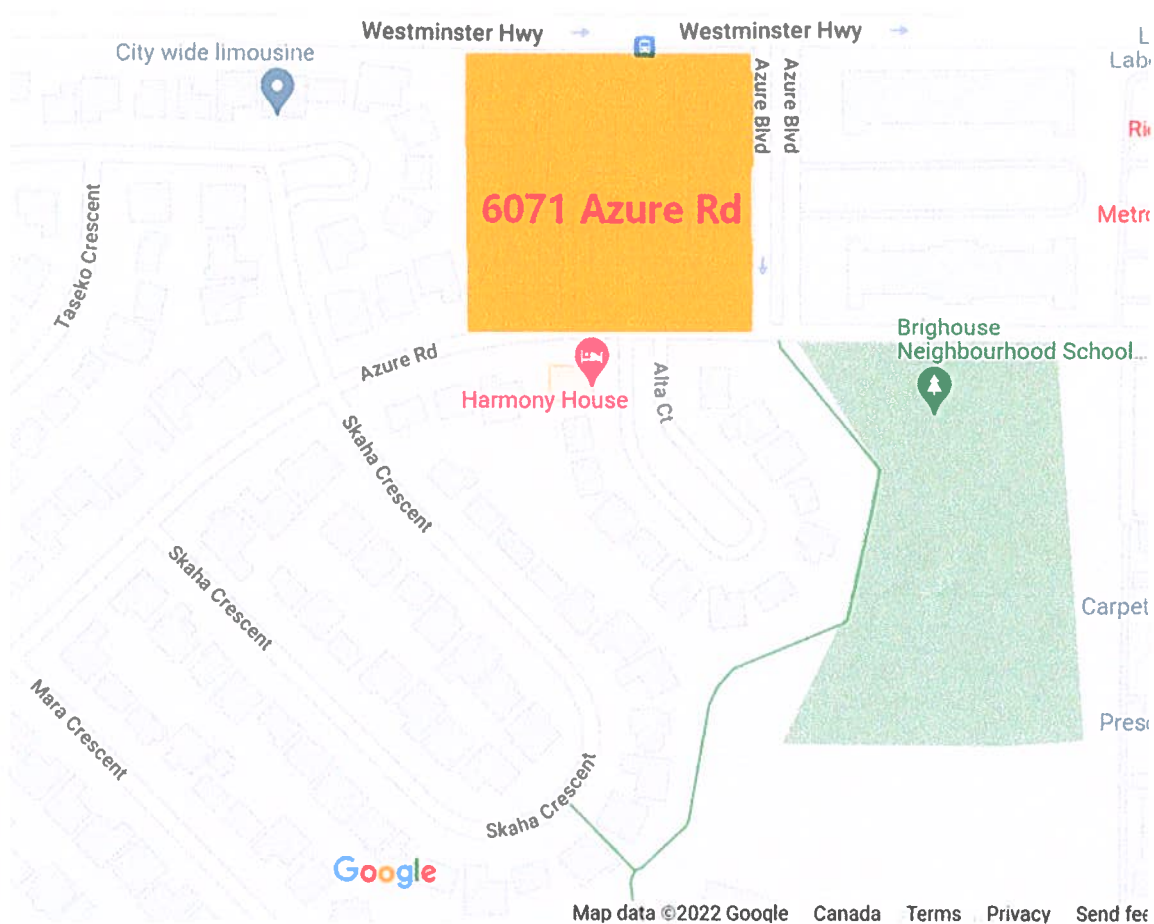 Westminster Hwy
Westminster Hwy
City wide limousine
Azure Blvd
Azure Blvd
6071 Azure Rd
Taseko Crescent
Metro
Brighouse
Neighbourhood School...
Azure Rd
Harmony House
Alta Ct
Skaha Crescent
Skaha Crescent
Carpet
Mara Crescent
Skaha Crescent
Google
Map data ©2022 Google Canada Terms Privacy Send fee